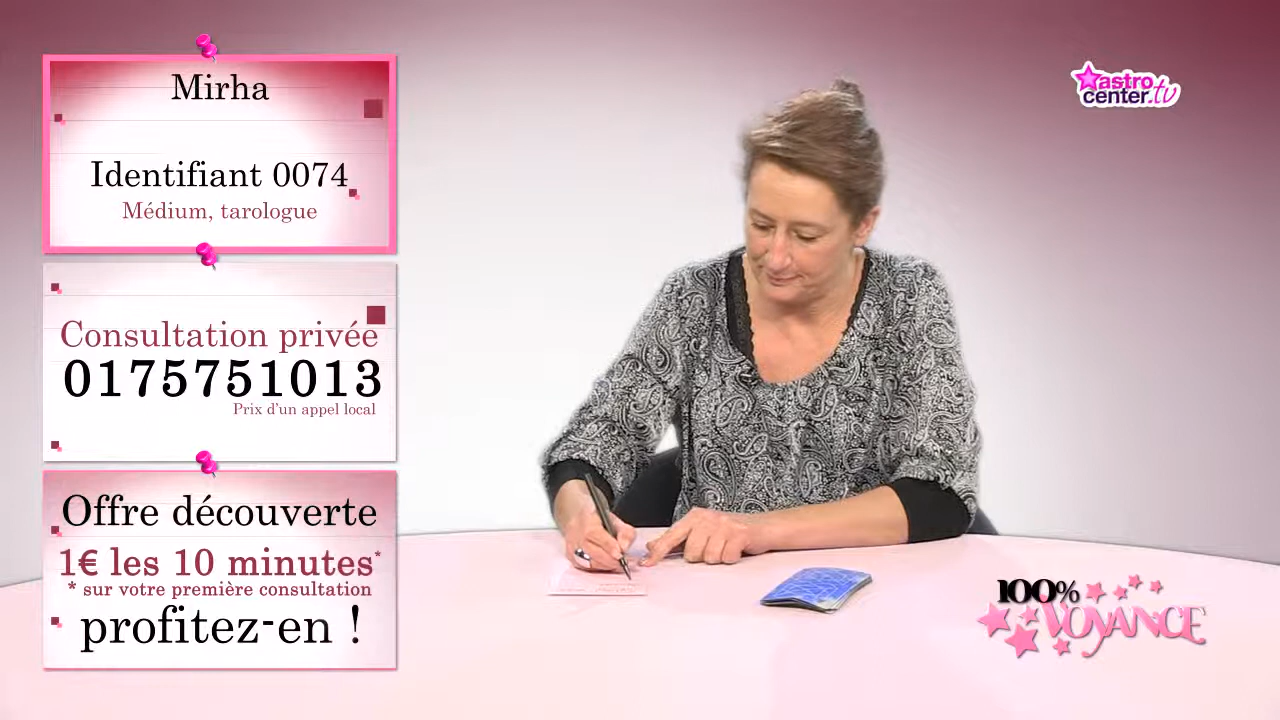 Mirha
Identifiant 0074
Médium, tarologue
Consultation privée
0175751013
Prix d'un appel local
Offre découverte
1€ les 10 minutes*
* sur votre première consultation
profitez-en !
astro
center.tv
100%
VOYANCE